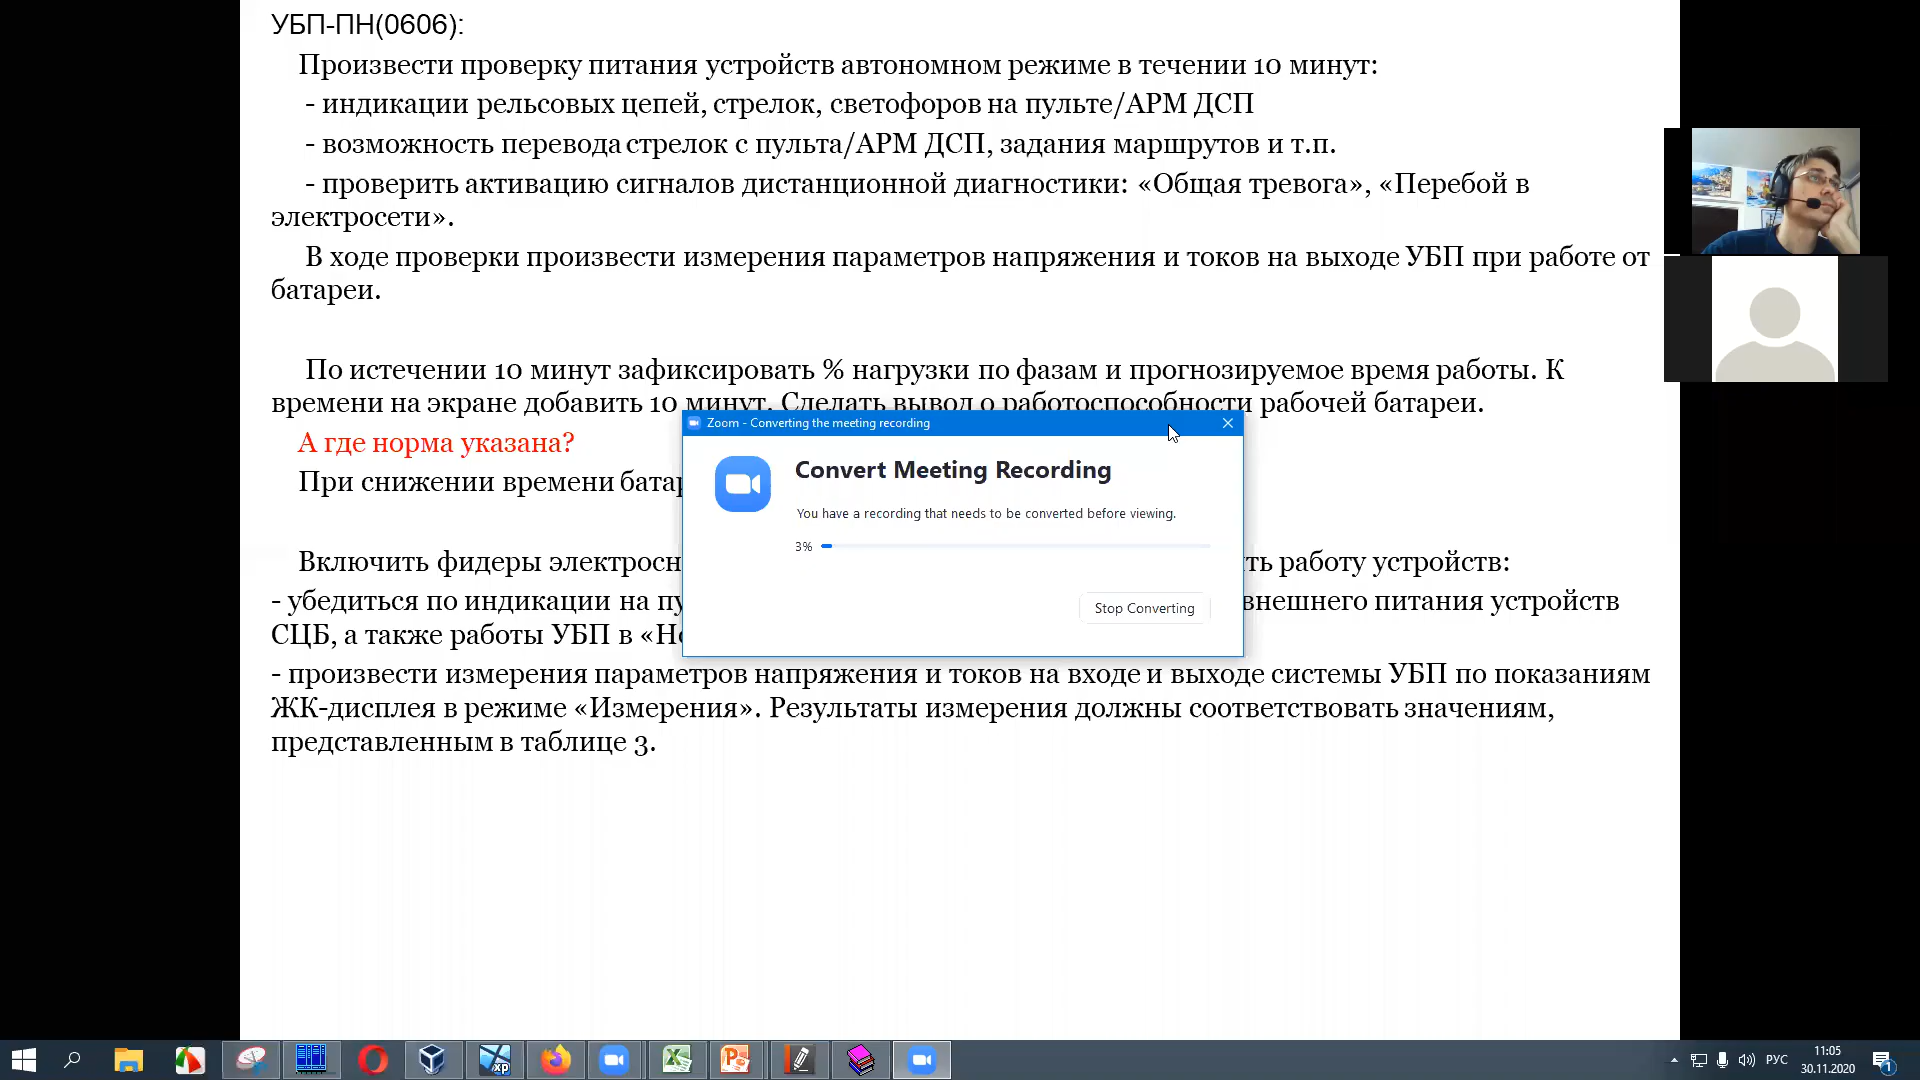 УБП-ПН(0606):
Произвести проверку питания устройств автономном режиме в течении 10 минут:
- индикации рельсовых цепей, стрелок, светофоров на пульте/АРМ ДСП
- возможность перевода стрелок с пульта/АРМ ДСП, задания маршрутов и т.п.
- проверить активацию сигналов дистанционной диагностики: «Общая тревога», «Перебой в
электросети».
В ходе проверки произвести измерения параметров напряжения и токов на выходе УБП при работе от
батареи.
По истечении 10 минут зафиксировать % нагрузки по фазам и прогнозируемое время работы. К
времени на экране добавить 10 минут. Сделать вывод о работоспособности рабочей батареи.
А где норма указана?
При снижении времени
Zoom - Converting the meeting recording
Convert Meeting Recording
You have a recording that needs to be converted before viewing.
3%
Stop Converting
Включить фидеры работу устройств:
- убедиться по индикации на внешнего питания устройств
СЦБ, а также работы УБП в
- произвести измерения параметров напряжения и токов на входе и выходе системы УБП по показаниям
ЖК-дисплея в режиме «Измерения». Результаты измерения должны соответствовать значениям,
представленным в таблице 3.
xp
РУС
11:05
30.11.2020
1